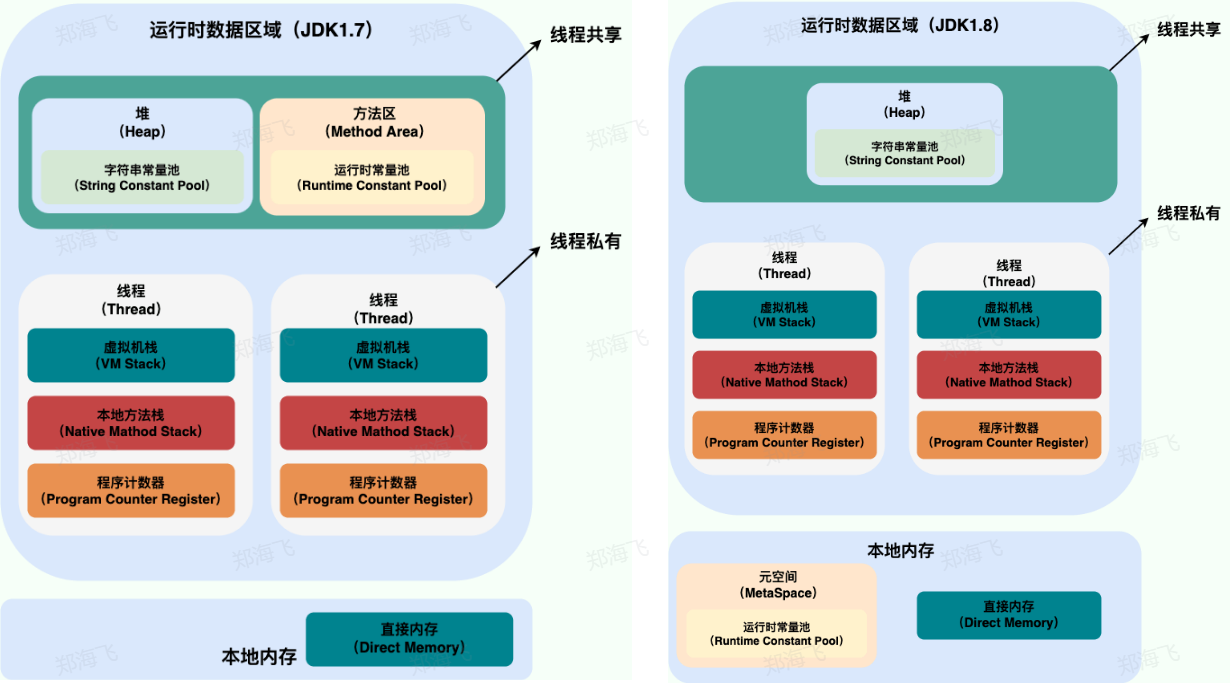 运行时数据区域（JDK1.7）
线程共享
堆
（Heap）
字符串常量池
（String Constant Pool）
方法区
（Method Area）
运行时常量池
（Runtime Constant Pool）
线程私有
线程
（Thread）
虚拟机栈
（VM Stack）
本地方法栈
（Native Mathod Stack）
程序计数器
（Program Counter Register）
线程
（Thread）
虚拟机栈
（VM Stack）
本地方法栈
（Native Mathod Stack）
程序计数器
（Program Counter Register）
本地内存
直接内存
（Direct Memory）
运行时数据区域（JDK1.8）
线程共享
堆
（Heap）
字符串常量池
（String Constant Pool）
线程私有
线程
（Thread）
虚拟机栈
（VM Stack）
本地方法栈
（Native Mathod Stack）
程序计数器
（Program Counter Register）
线程
（Thread）
虚拟机栈
（VM Stack）
本地方法栈
（Native Mathod Stack）
程序计数器
（Program Counter Register）
本地内存
元空间
（MetaSpace）
运行时常量池
（Runtime Constant Pool）
直接内存
（Direct Memory）
郑海飞